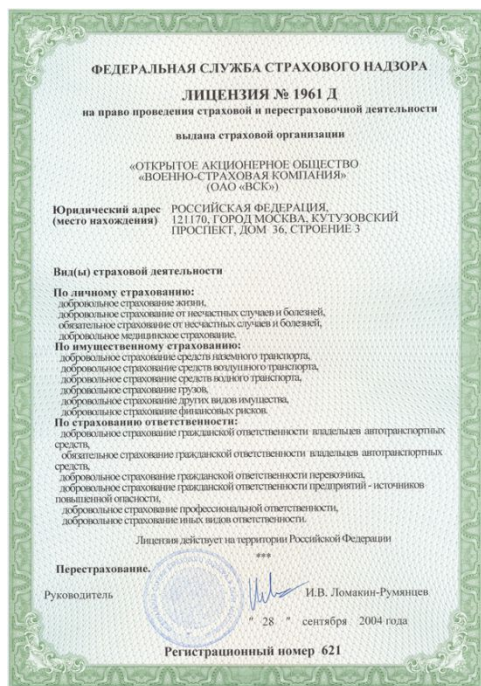 ФЕДЕРАЛЬНАЯ СЛУЖБА СТРАХОВОГО НАДЗОРА
ЛИЦЕНЗИЯ № 1961 Д
на право проведения страховой и перестраховочной деятельности
выдана страховой организации
«ОТКРЫТОЕ АКЦИОНЕРНОЕ ОБЩЕСТВО
«ВОЕННО-СТРАХОВАЯ КОМПАНИЯ»
(ОАО «ВСК»)
Юридический адрес РОССИЙСКАЯ ФЕДЕРАЦИЯ,
(место нахождения) 121170, ГОРОД МОСКВА, КУТУЗОВСКИЙ
ПРОСПЕКТ, ДОМ 36, СТРОЕНИЕ 3
Вид(ы) страховой деятельности
По личному страхованию:
добровольное страхование жизни,
добровольное страхование от несчастных случаев и болезней,
обязательное страхование от несчастных случаев и болезней,
добровольное медицинское страхование.
По имущественному страхованию:
добровольное страхование средств наземного транспорта,
добровольное страхование средств воздушного транспорта,
добровольное страхование средств водного транспорта,
добровольное страхование грузов,
добровольное страхование других видов имущества,
добровольное страхование финансовых рисков.
По страхованию ответственности:
добровольное страхование гражданской ответственности владельцев автотранспортных
средств,
обязательное страхование гражданской ответственности владельцев автотранспортных
средств,
добровольное страхование гражданской ответственности перевозчика,
добровольное страхование гражданской ответственности предприятий - источников
повышенной опасности,
добровольное страхование профессиональной ответственности,
добровольное страхование иных видов ответственности.
Лицензия действует на территории Российской Федерации
***
Перестрахование.
Руководитель И.В. Ломакин-Румянцев
" 28 " сентября 2004 года
Регистрационный номер 621